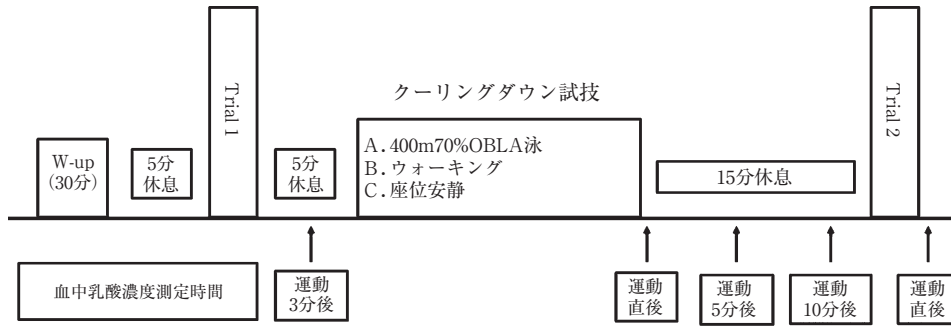 クーリングダウン試技
W-up
(30分)
5分
休息
Trial 1
5分
休息
A. 400m70%OBLA泳
B. ウォーキング
C. 座位安静
15分休息
Trial 2
血中乳酸濃度測定時間
運動
3分後
運動
直後
運動
5分後
運動
10分後
運動
直後